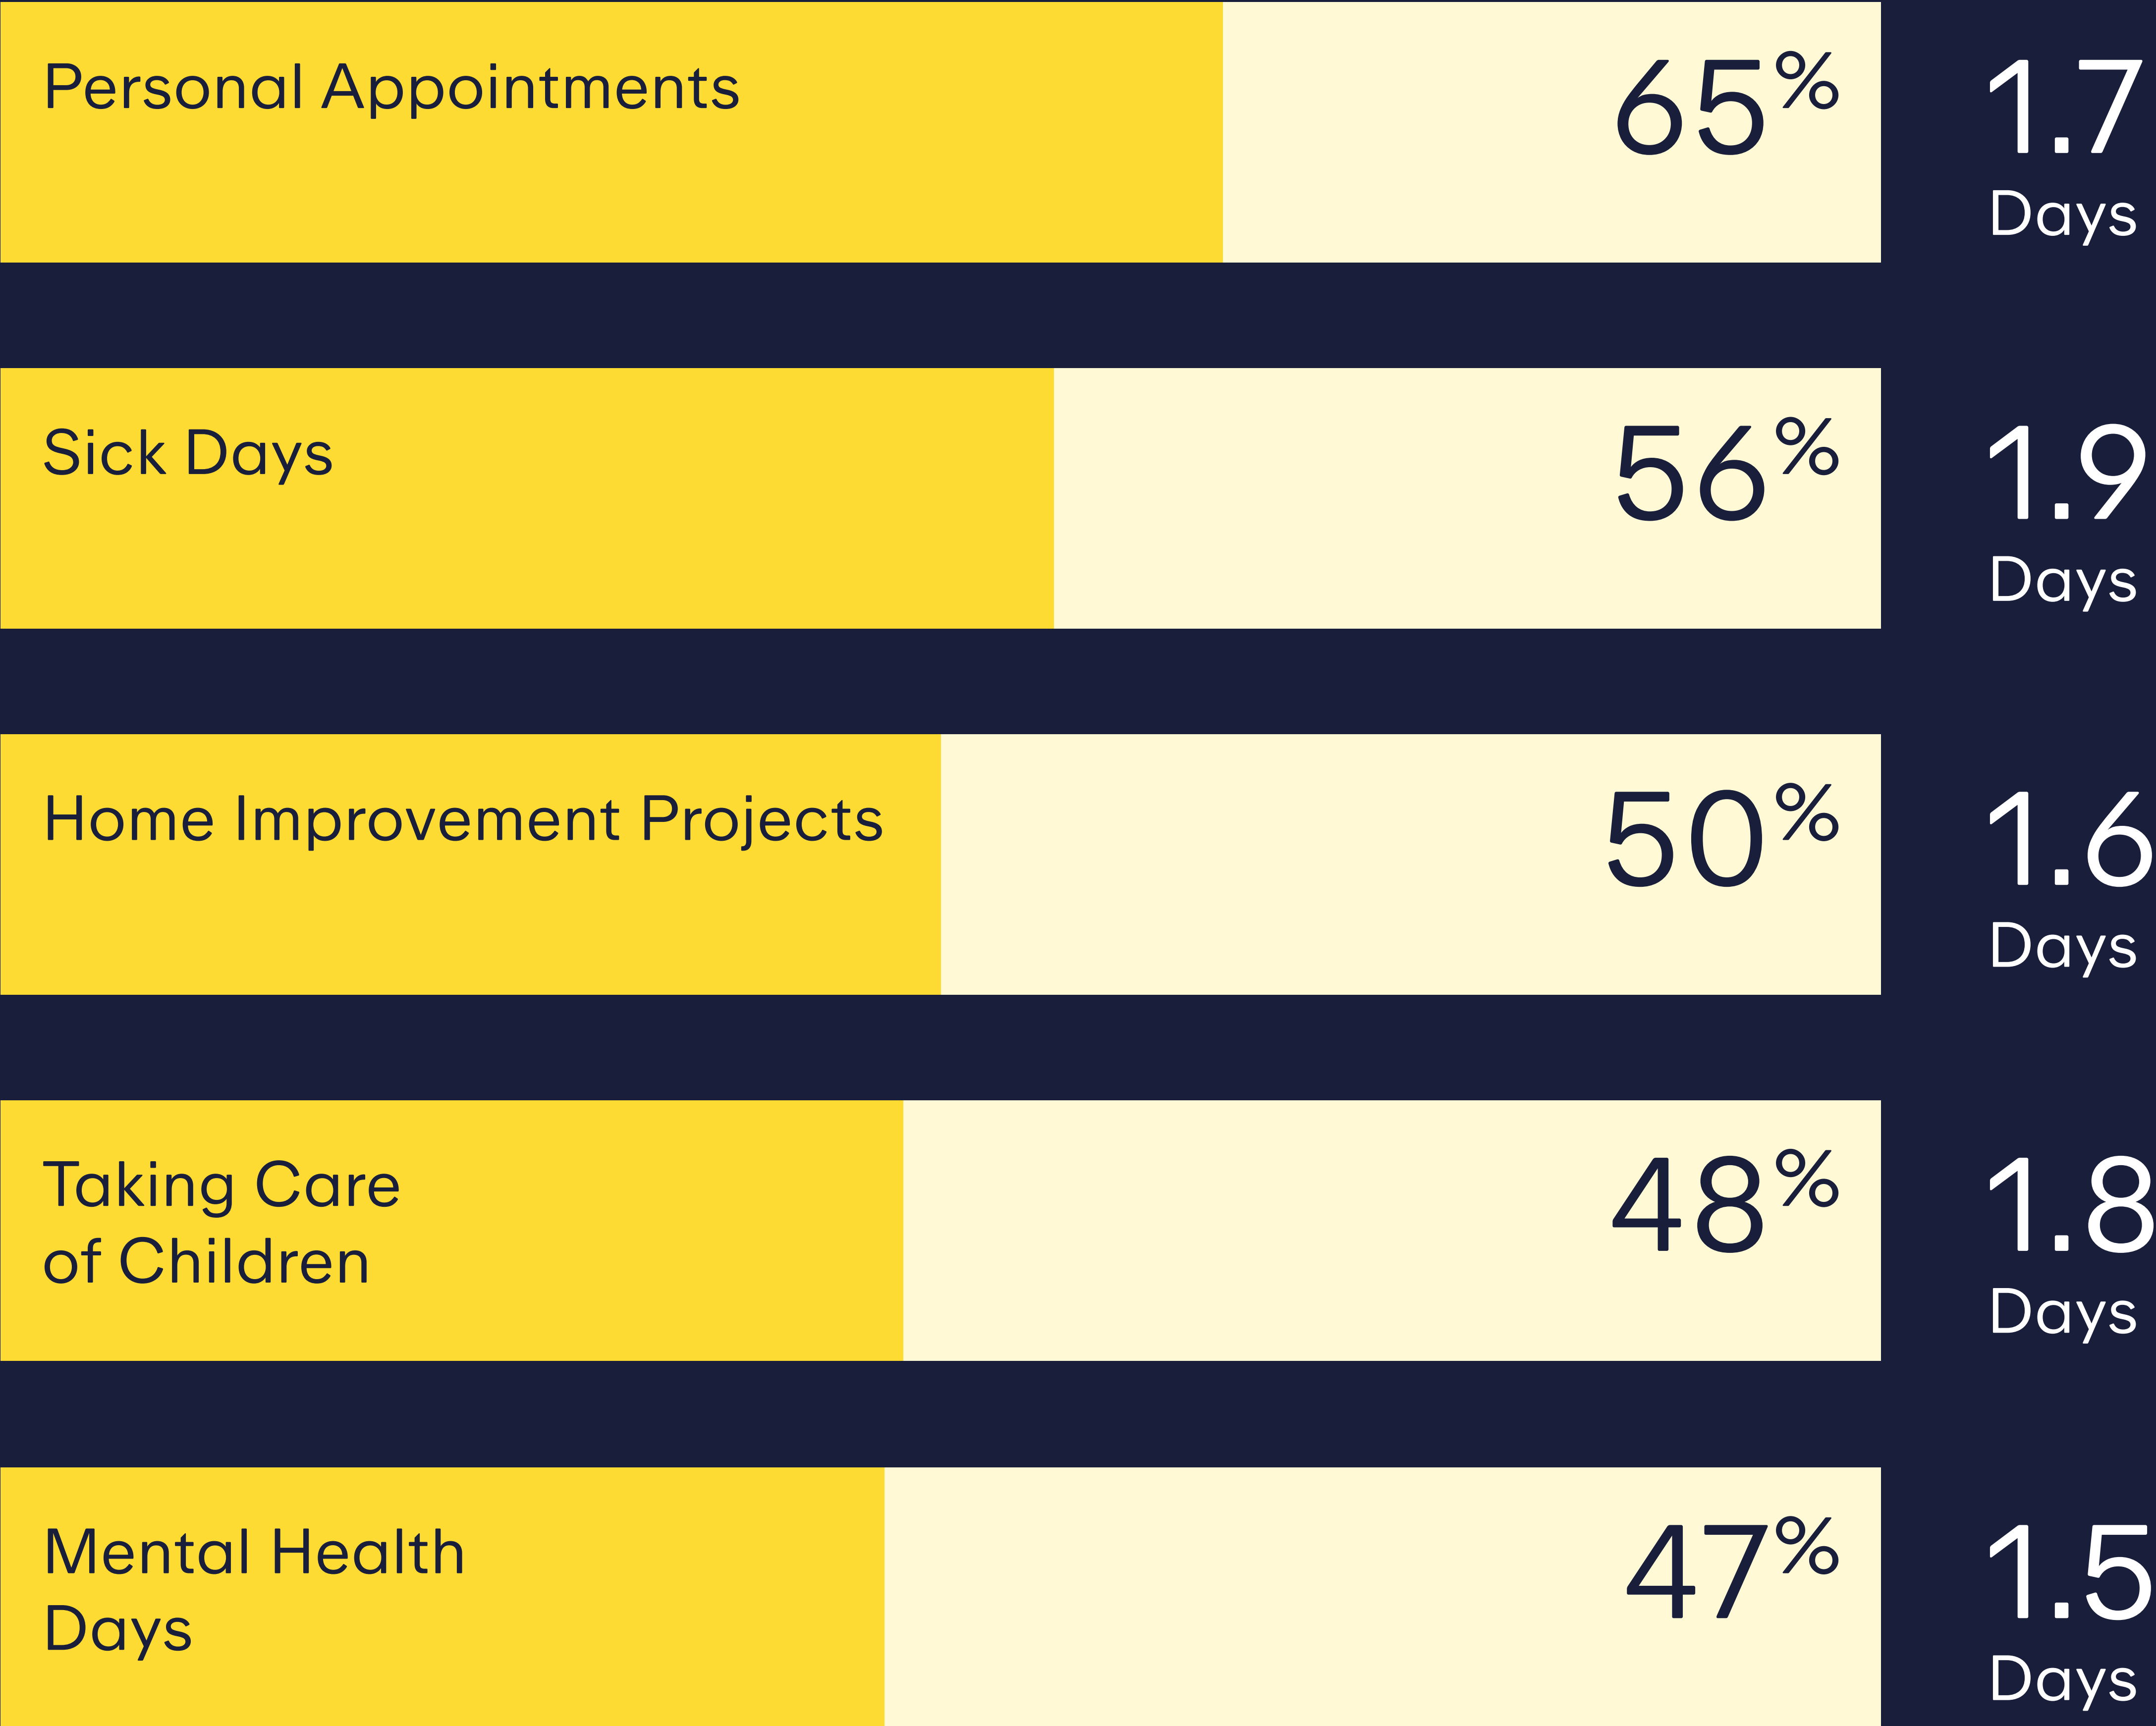 Personal Appointments 65% 1.7
Days
Sick Days 56% 1.9
Days
Home Improvement Projects 50% 1.6
Days
Taking Care 48% 1.8
of Children
Days
Mental Health 47% 1.5
Days
Days